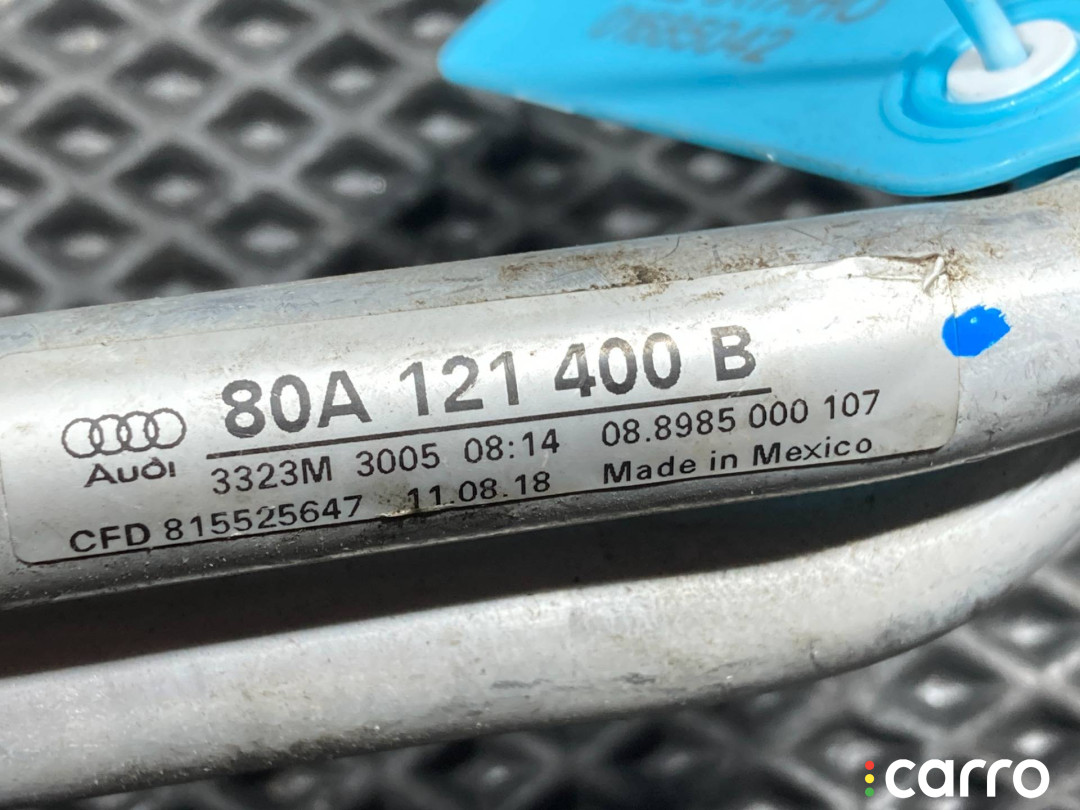 01685042
80A 121 400 B
Audi
3323M 3005 08:14 08.8985 000 107
CFD 815525647 11.08.18 Made in Mexico
carro